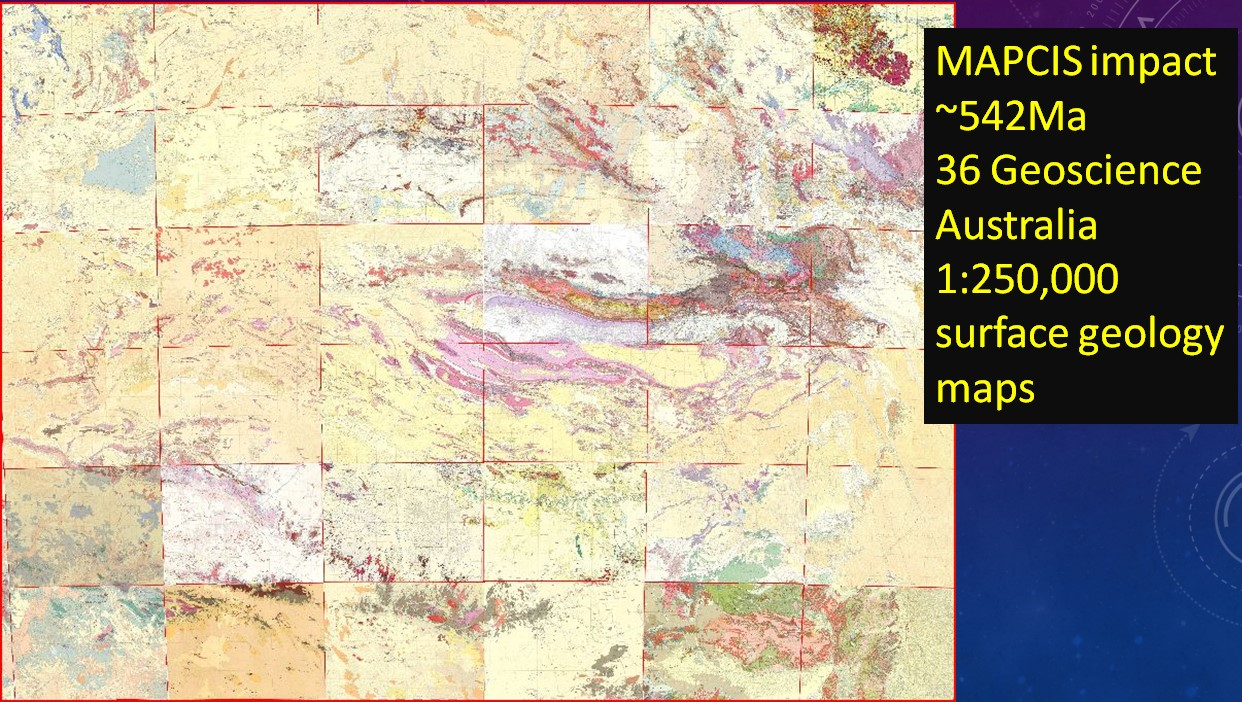 MAPCIS impact
~542Ma
36 Geoscience
Australia
1:250,000
surface geology
maps